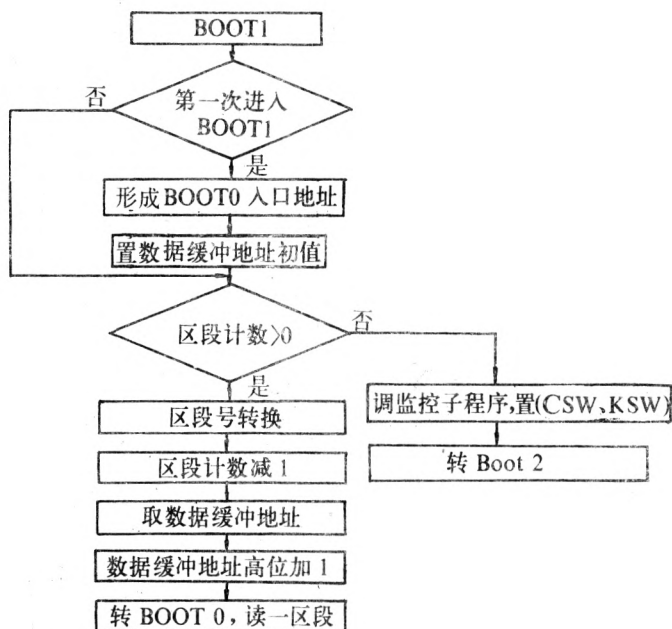 BOOT1
否
第一次进入
BOOT1
是
形成BOOT0 入口地址
置数据缓冲地址初值
区段计数>0
否
是
区段号转换
调监控子程序,置(CSW、KSW)
区段计数减1
转 Boot 2
取数据缓冲地址
数据缓冲地址高位加1
转 BOOT 0，读一区段